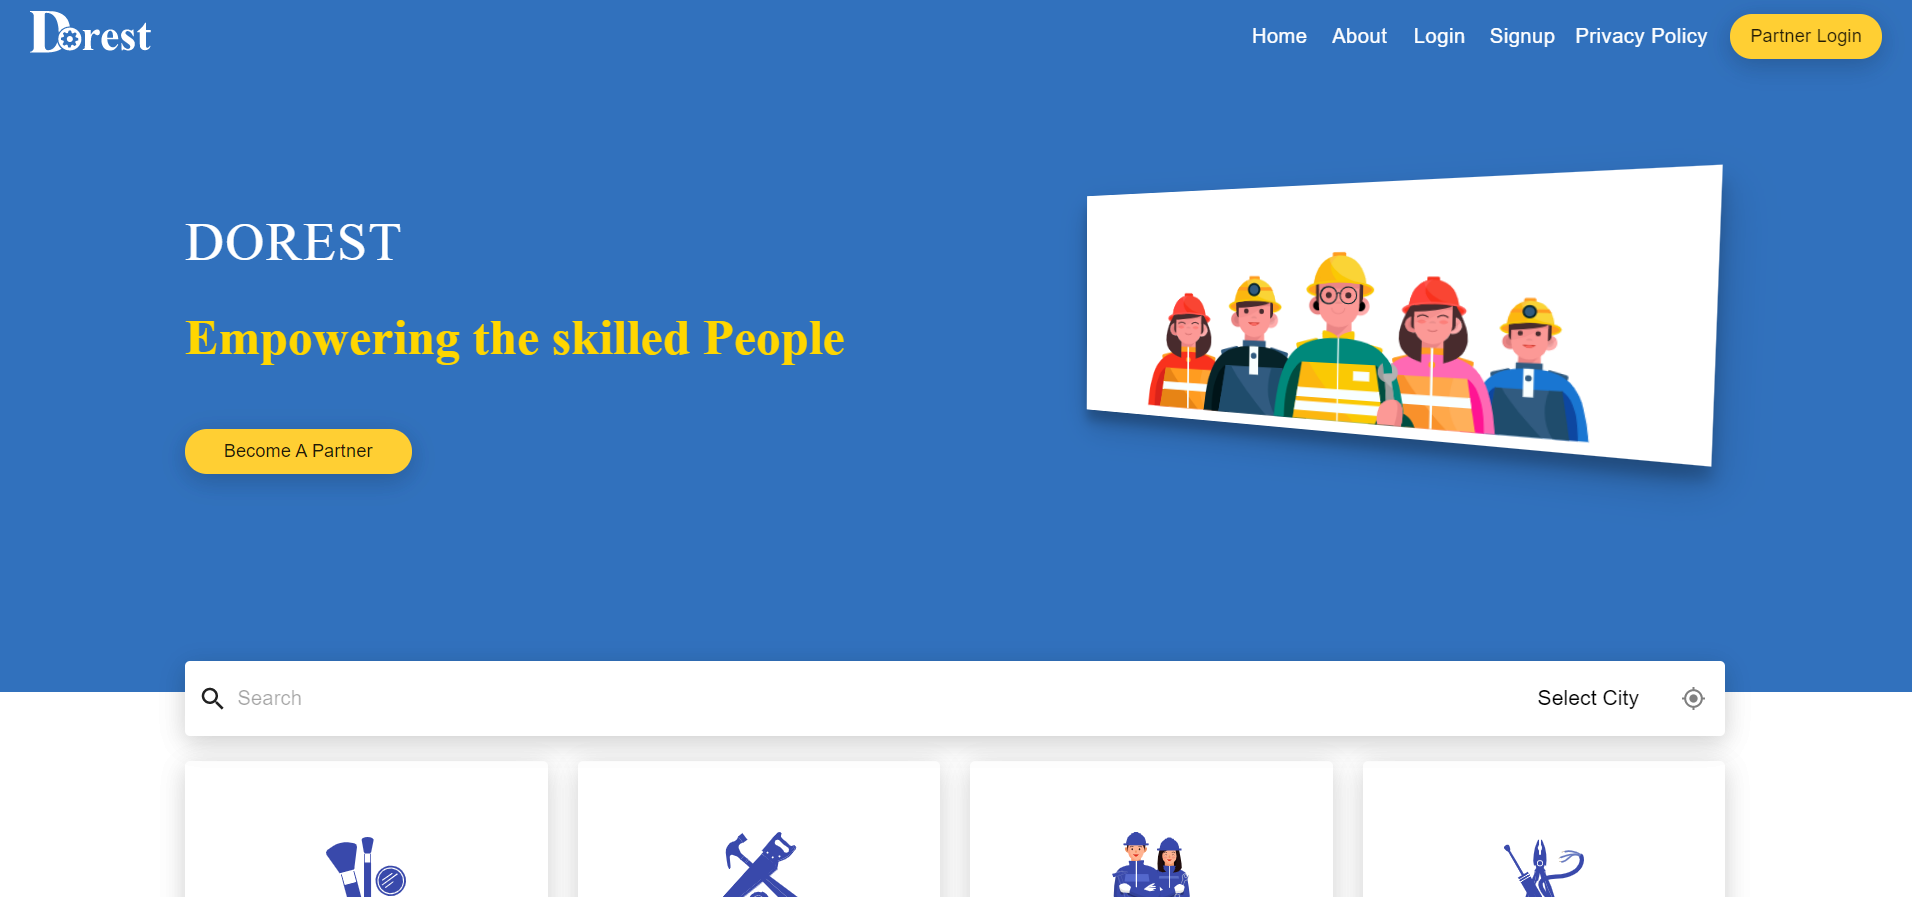 Dorest
Home About Login Signup Privacy Policy Partner Login
DOREST
Empowering the skilled People
Become A Partner
Search Select City